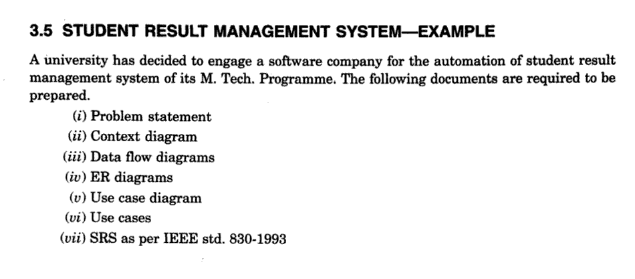 3.5 STUDENT RESULT MANAGEMENT SYSTEM—EXAMPLE
A university has decided to engage a software company for the automation of student result
management system of its M. Tech. Programme. The following documents are required to be
prepared.
(i) Problem statement
(ii) Context diagram
(iii) Data flow diagrams
(iv) ER diagrams
(v) Use case diagram
(vi) Use cases
(vii) SRS as per IEEE std. 830-1993